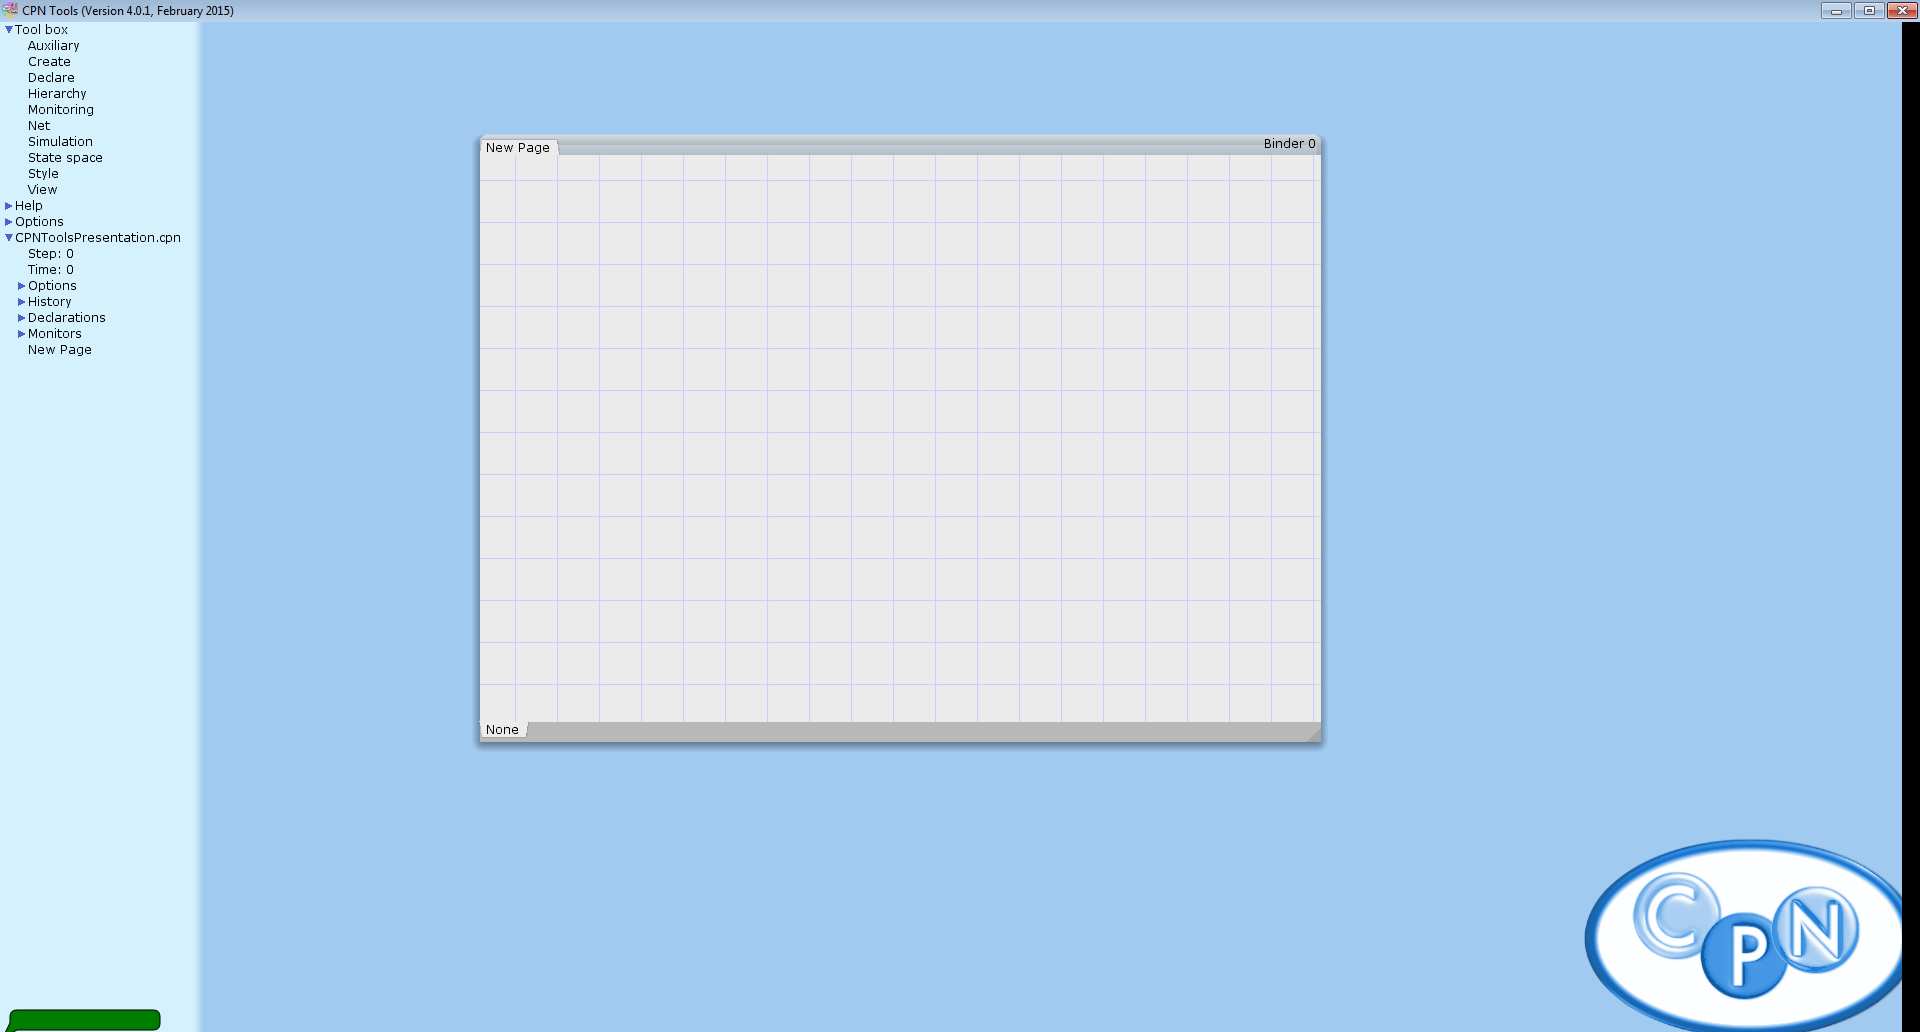 CPN Tools (Version 4.0.1, February 2015)
Tool box
Auxiliary
Create
Declare
Hierarchy
Monitoring
Net
Simulation
State space
Style
View
Help
Options
CPNToolsPresentation.cpn
Step: 0
Time: 0
Options
History
Declarations
Monitors
New Page
New Page
Binder 0
None
CPN